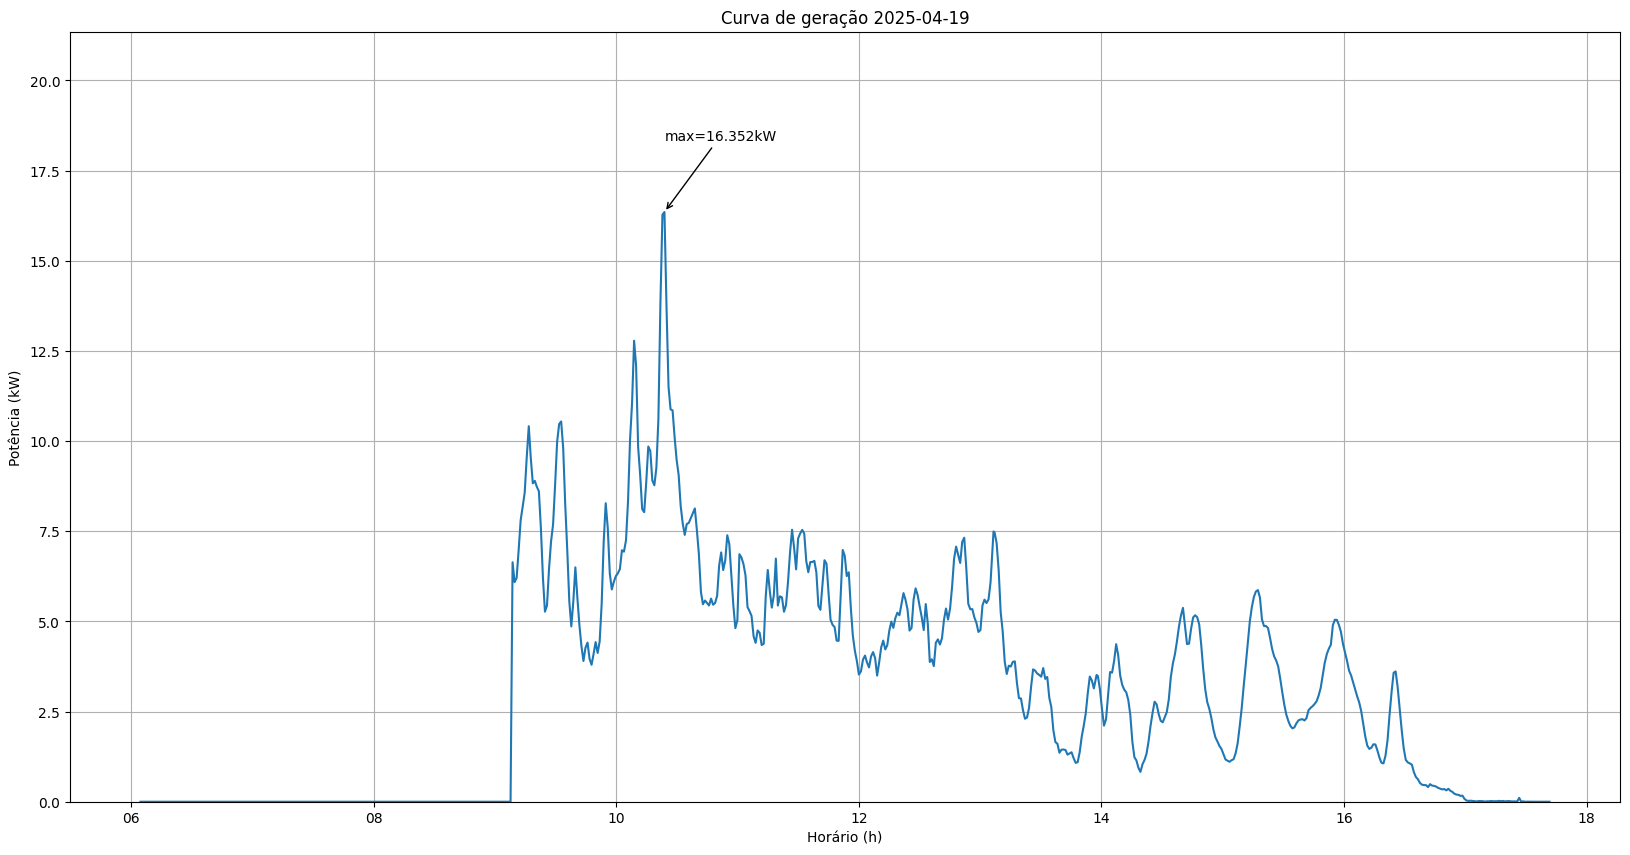 Curva de geração 2025-04-19
20.0
17.5
15.0
12.5
10.0
7.5
5.0
2.5
0.0
Potência (kW)
max=16.352kW
06 08 10 12 14 16 18
Horário (h)